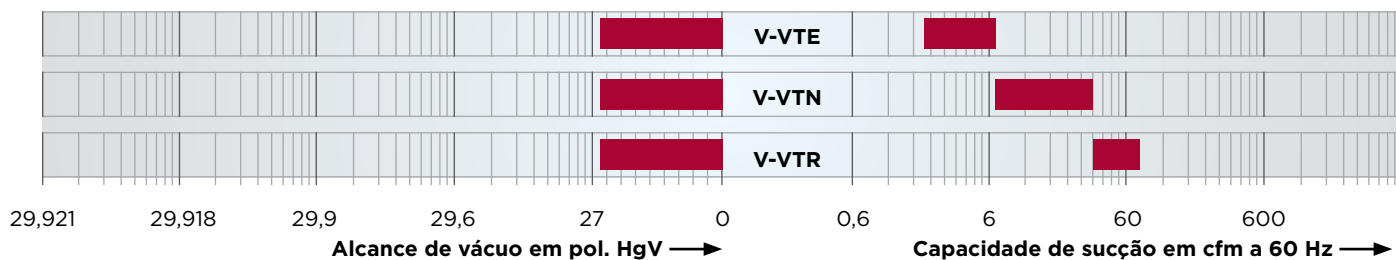 V-VTE
V-VTN
V-VTR
29,921 29,918 29,9 29,6 27 0 0,6 6 60 600
Alcance de vácuo em pol. HgV Capacidade de sucção em cfm a 60 Hz